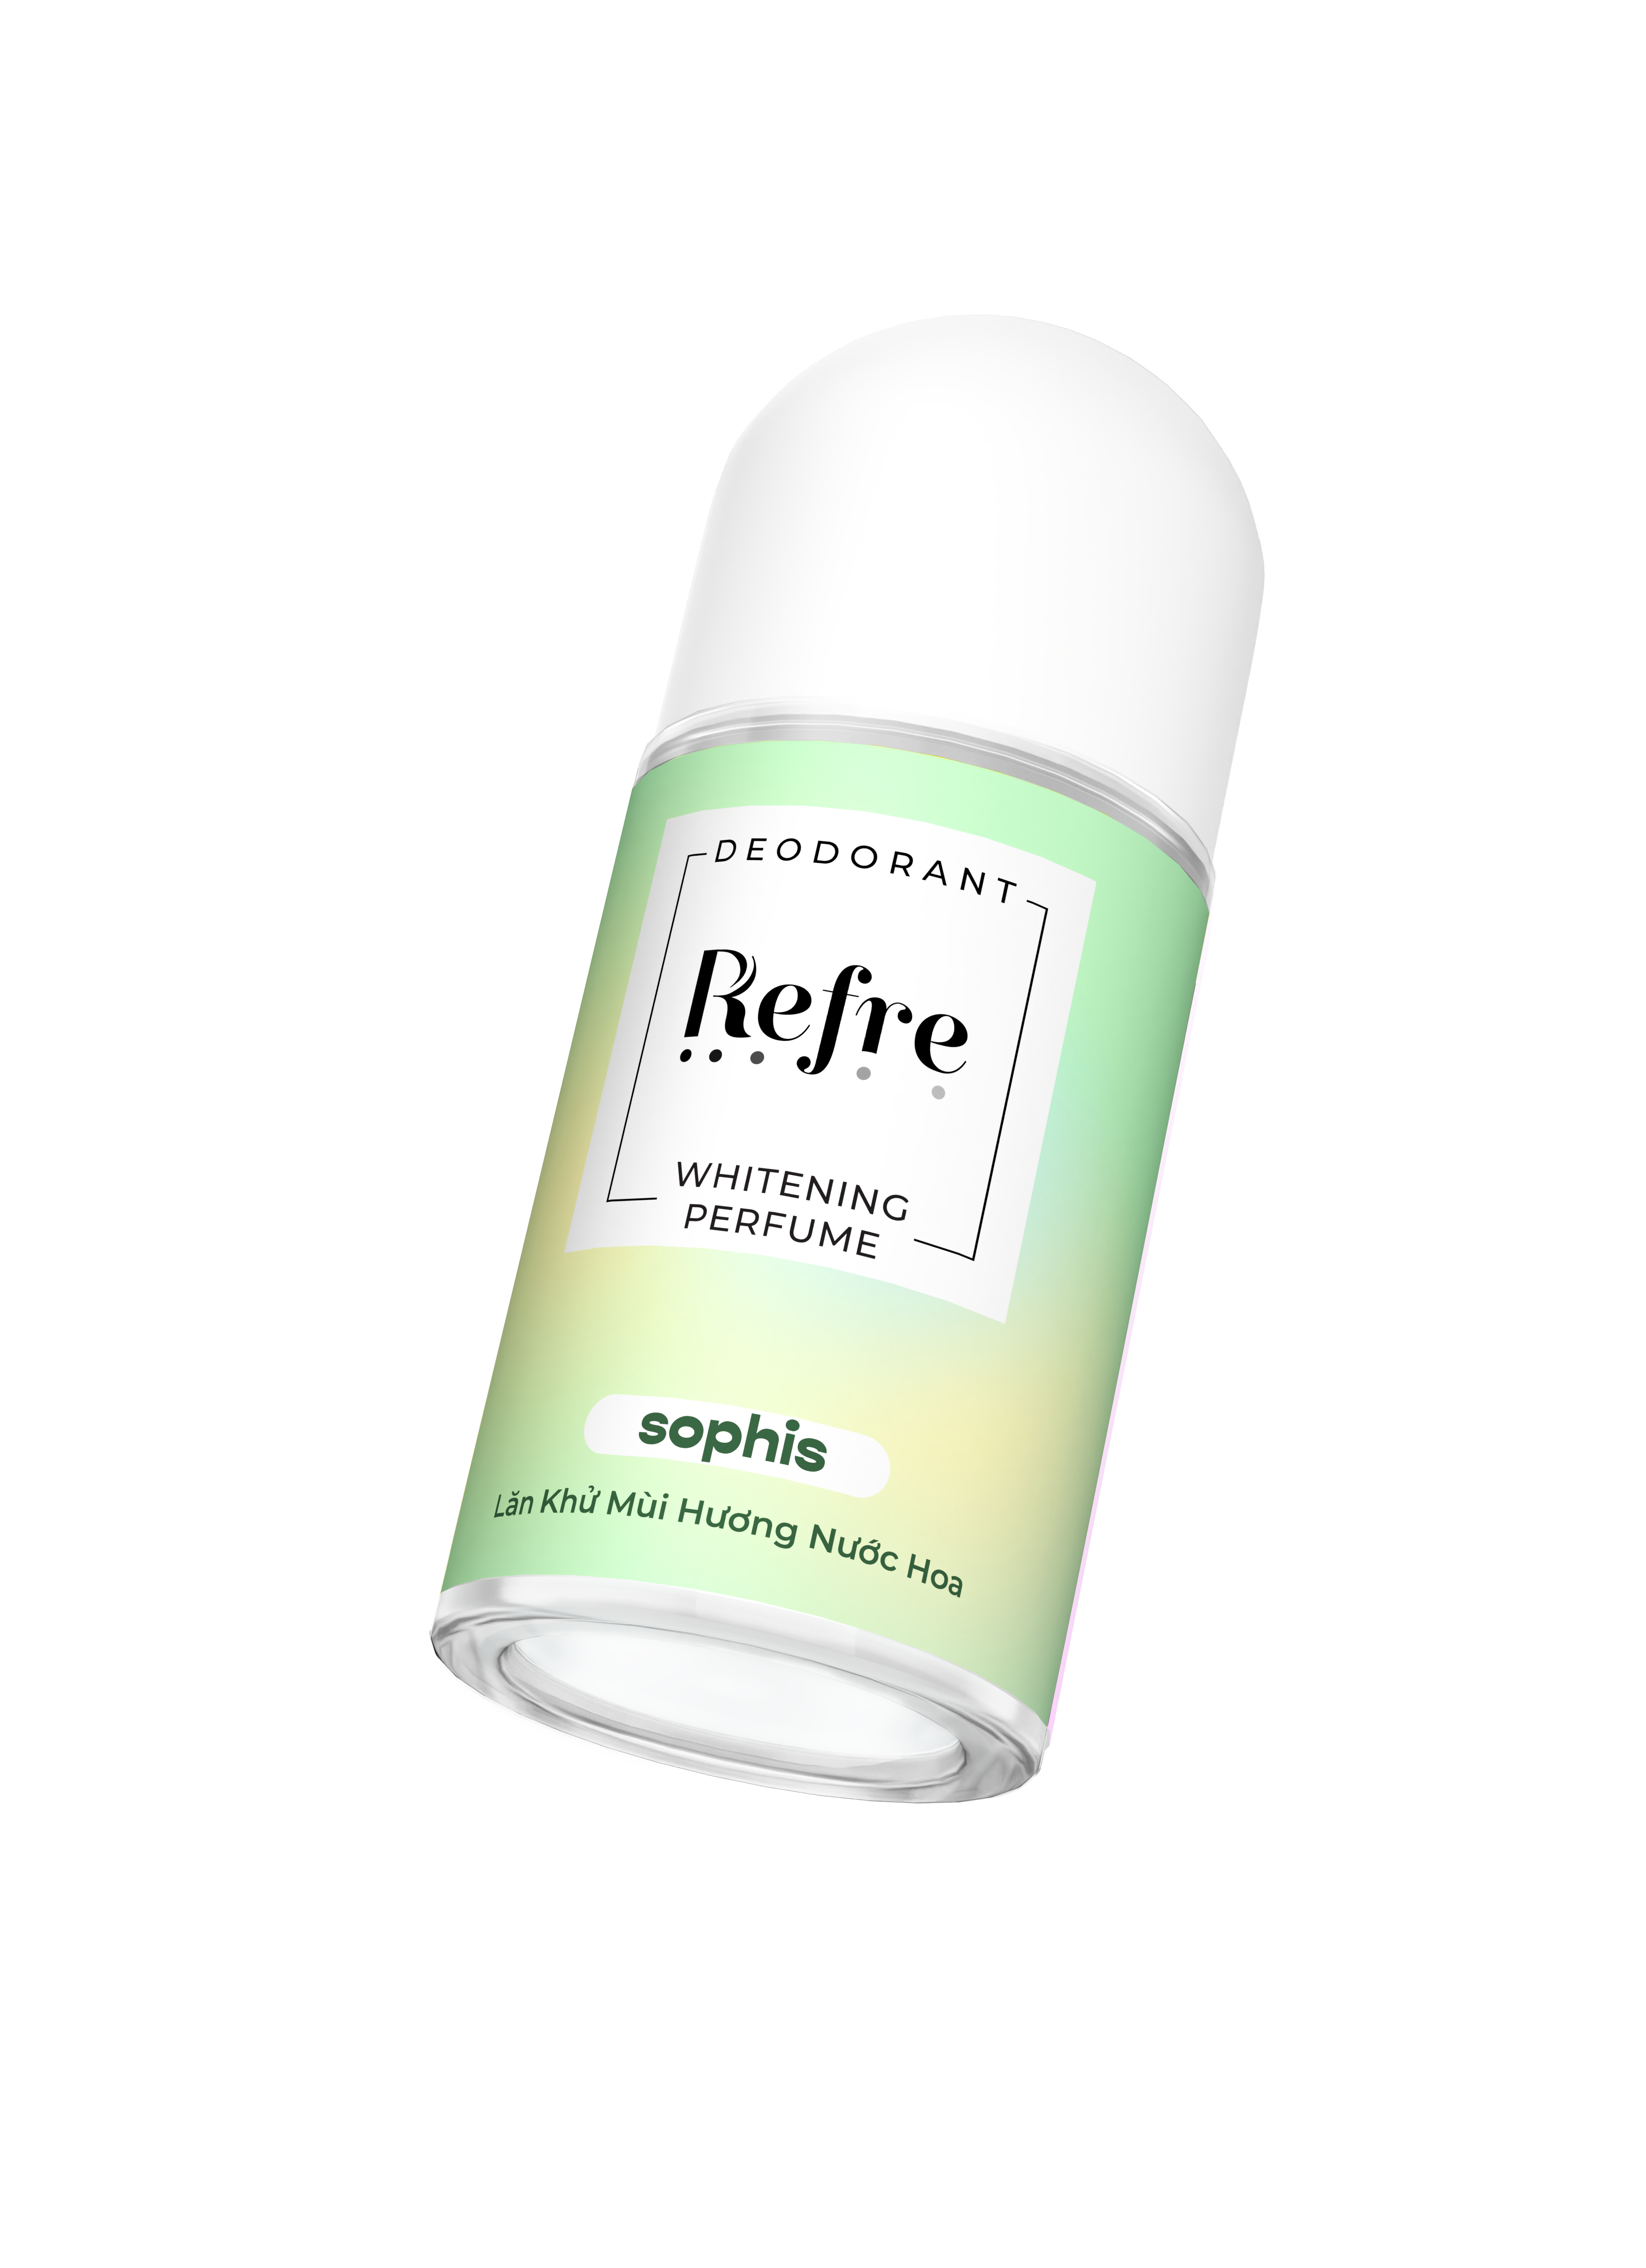 DEODORANT
Refre
WHITENING
PERFUME
sophis
Lăn Khử Mùi Hương Nước Hoa